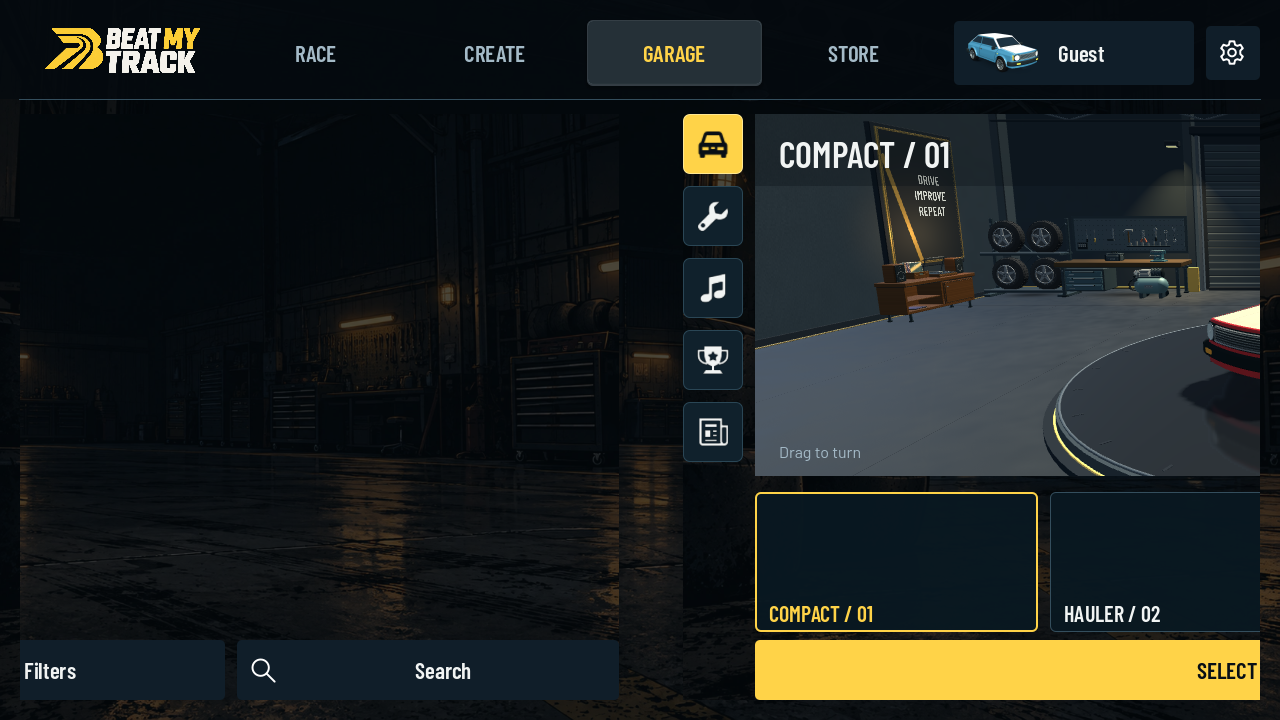 BEAT MY
TRACK
RACE
CREATE
GARAGE
STORE
Guest
COMPACT / 01
DRIVE
IMPROVE
REPEAT
Drag to turn
COMPACT / 01
HAULER / 02
Filters
Search
SELECT